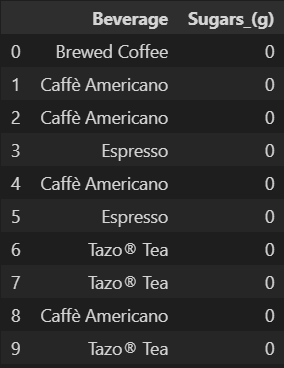 Beverage Sugars_(g)
0 Brewed Coffee 0
1 Caffè Americano 0
2 Caffè Americano 0
3 Espresso 0
4 Caffè Americano 0
5 Espresso 0
6 Tazo® Tea 0
7 Tazo® Tea 0
8 Caffè Americano 0
9 Tazo® Tea 0